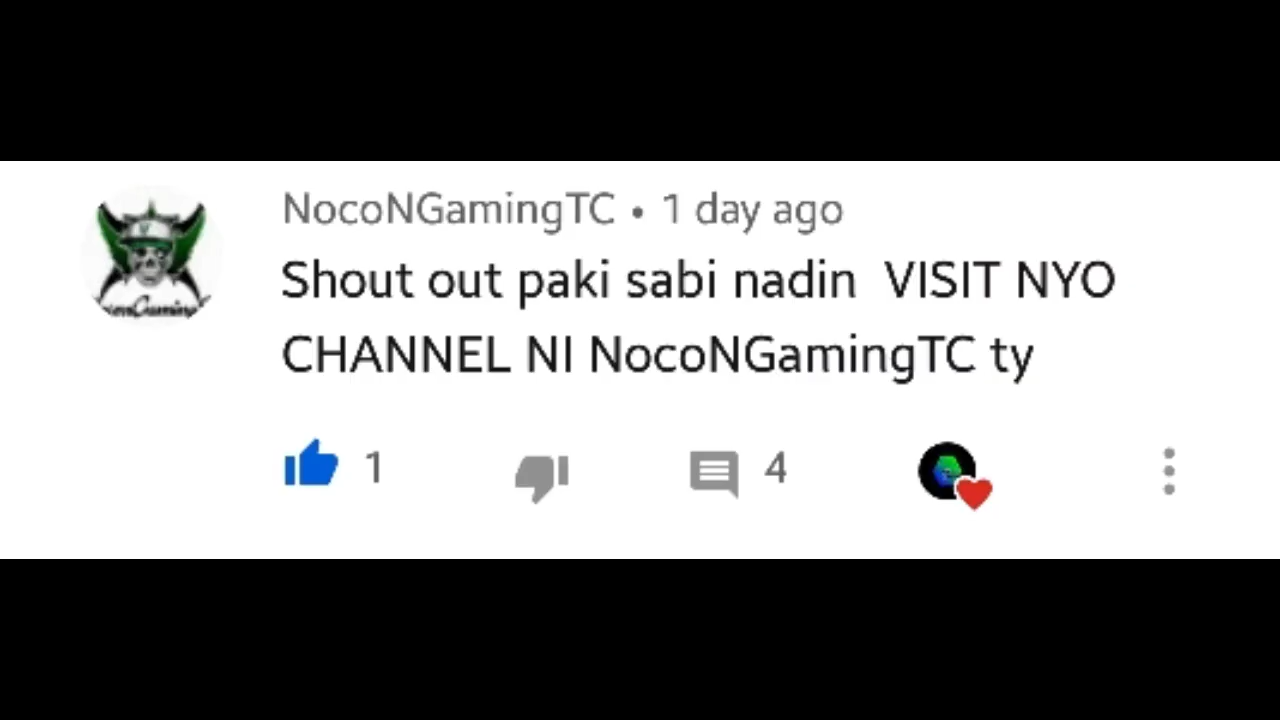 NocoNGamingTC • 1 day ago
Shout out paki sabi nadin VISIT NYO
CHANNEL NI NocoNGamingTC ty
1 4